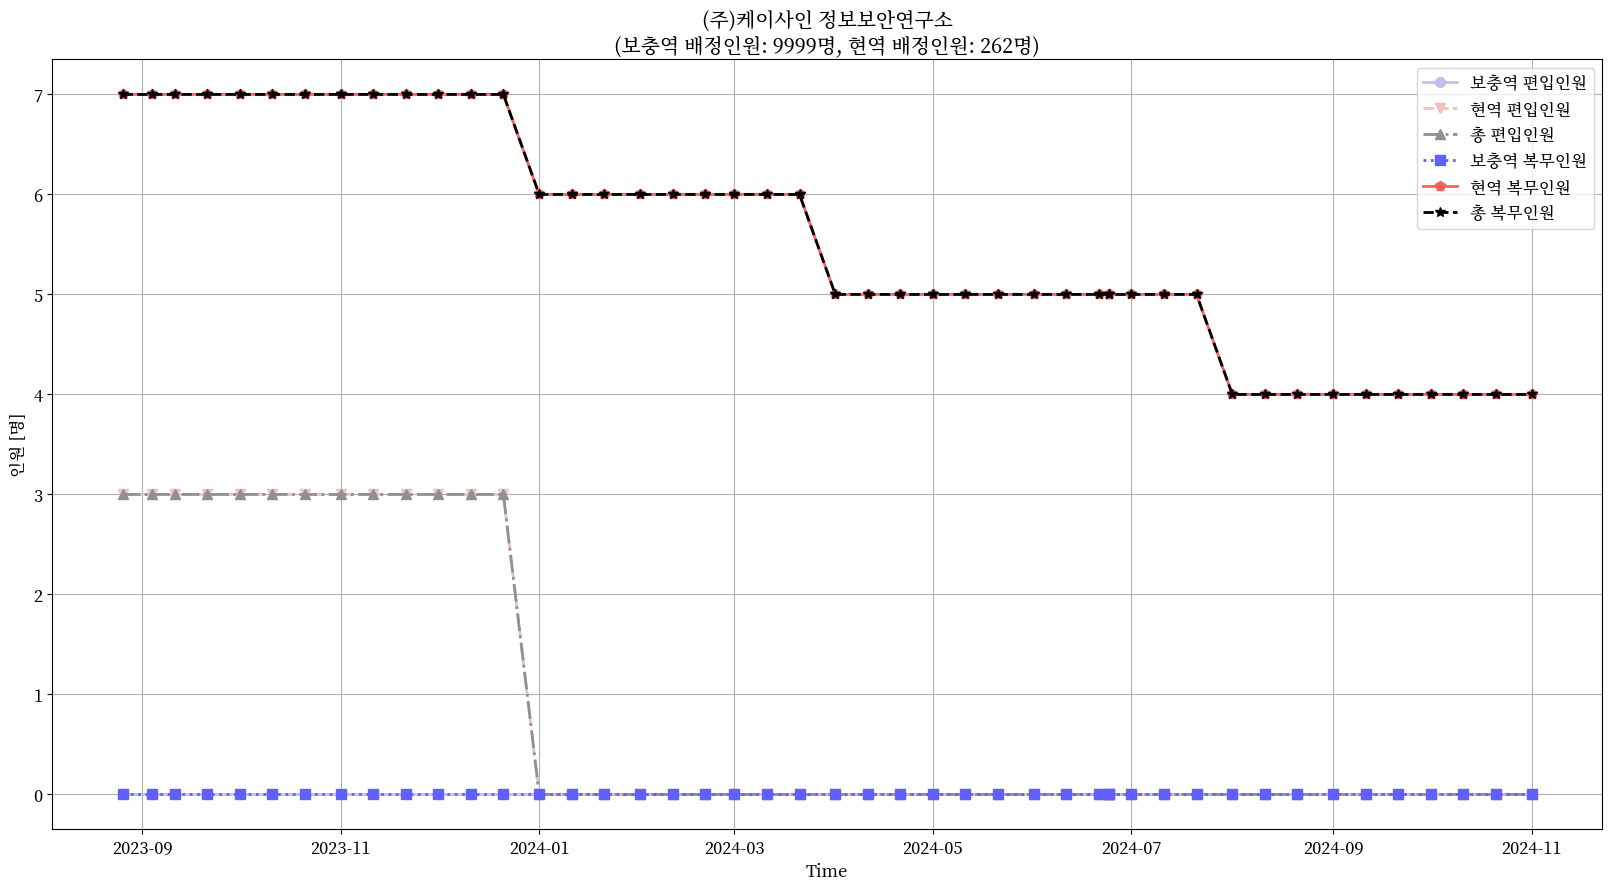 (주)케이사인 정보보안연구소
(보충역 배정인원: 9999명, 현역 배정인원: 262명)
보충역 편입인원
현역 편입인원
총 편입인원
보충역 복무인원
현역 복무인원
총 복무인원
인원 [명]
7
6
5
4
3
2
1
0
2023-09
2023-11
2024-01
2024-03
2024-05
2024-07
2024-09
2024-11
Time